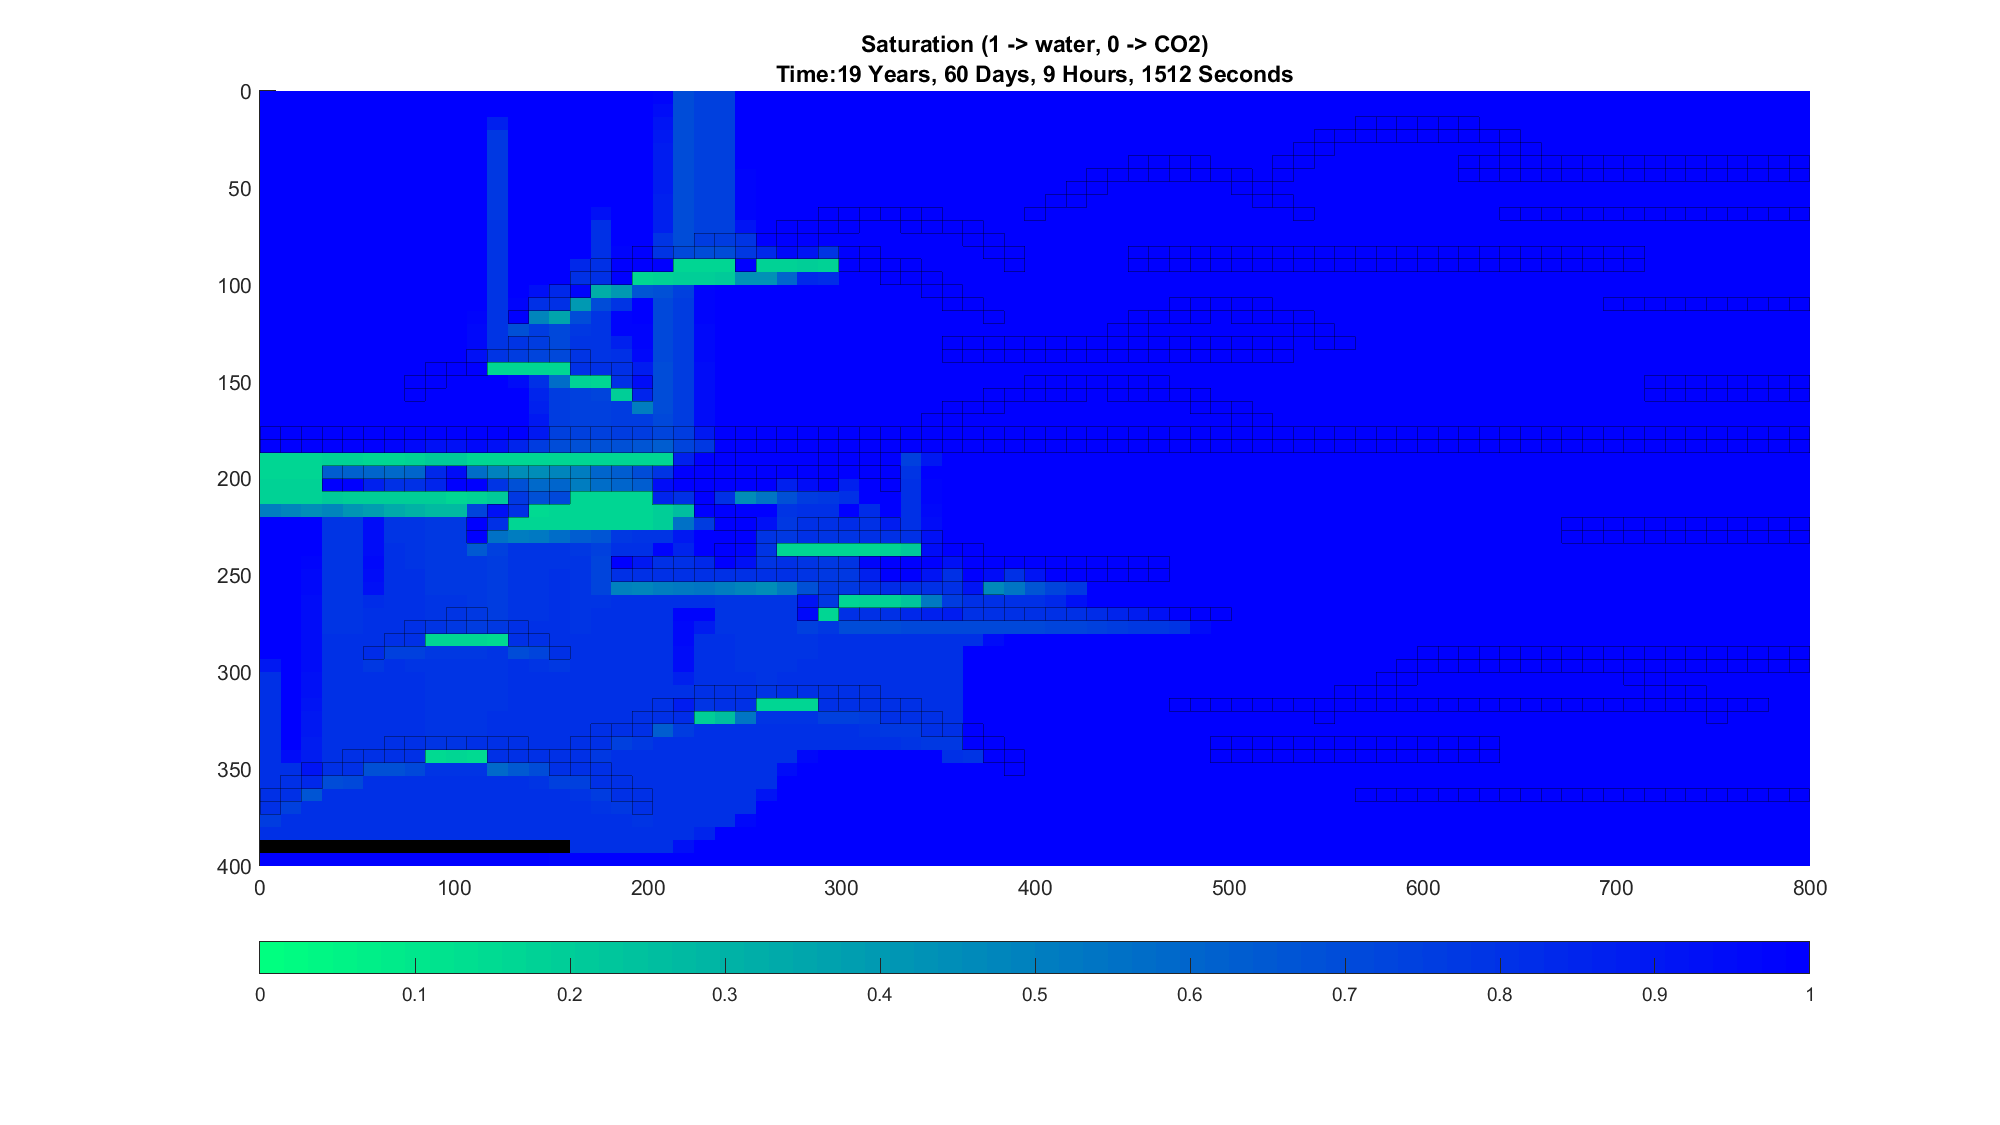 Saturation (1 -> water, 0 -> CO2)
Time:19 Years, 60 Days, 9 Hours, 1512 Seconds
0
50
100
150
200
250
300
350
400
0 100 200 300 400 500 600 700 800
0 0.1 0.2 0.3 0.4 0.5 0.6 0.7 0.8 0.9 1